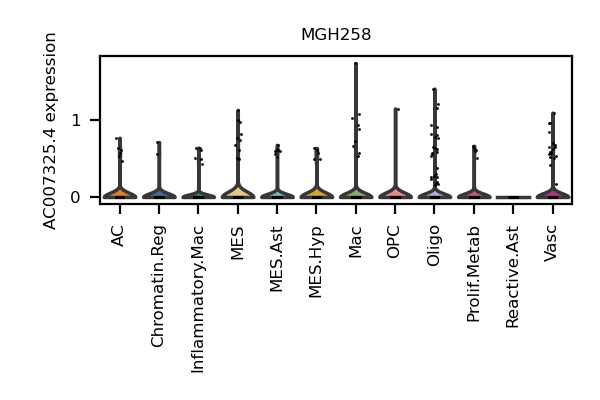 MGH258
AC007325.4 expression
1
0
AC
Chromatin.Reg
Inflammatory.Mac
MES
MES.Ast
MES.Hyp
Mac
OPC
Oligo
Prolif.Metab
Reactive.Ast
Vasc